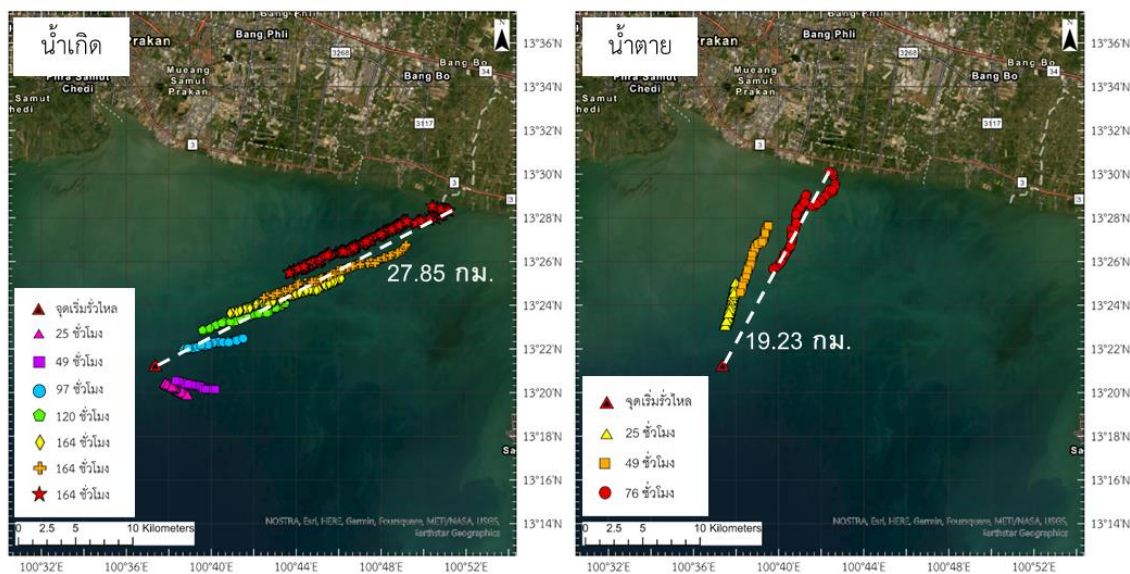 น้ำเกิด
Prakan
Bang Phli
3268
Bang Bo
Bang Bo
34
Phra Samut
Chedi
Mueang
Samut
Prakan
3117
3
3
3
27.85 กม.
จุดเริ่มรั่วไหล
25 ชั่วโมง
49 ชั่วโมง
97 ชั่วโมง
120 ชั่วโมง
164 ชั่วโมง
164 ชั่วโมง
164 ชั่วโมง
Sa
0 2.5 5 10 Kilometers
NOSTRA, Esri, HERE, Garmin, Foursquare, METI/NASA, USGS,
Earthstar Geographics
N
13°36'N
13°34'N
13°32'N
13°30'N
13°28'N
13°26'N
13°24'N
13°22'N
13°20'N
13°18'N
13°16'N
13°14'N
100°32'E 100°36'E 100°40'E 100°44'E 100°48'E 100°52'E
น้ำตาย
rakan
Bang Phli
3268
Bang Bo
Bang Bo
34
Samut
hedi
Mueang
Samut
Prakan
3117
3
3
3
19.23 กม.
จุดเริ่มรั่วไหล
25 ชั่วโมง
49 ชั่วโมง
76 ชั่วโมง
Sa
0 2.5 5 10 Kilometers
NOSTRA, Esri, HERE, Garmin, Foursquare, METI/NASA, USGS,
Earthstar Geographics
N
13°36'N
13°34'N
13°32'N
13°30'N
13°28'N
13°26'N
13°24'N
13°22'N
13°20'N
13°18'N
13°16'N
13°14'N
100°32'E 100°36'E 100°40'E 100°44'E 100°48'E 100°52'E